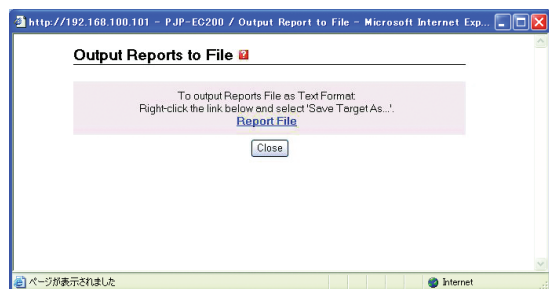 http://192.168.100.101 - PJP-EC200 / Output Report to File - Microsoft Internet Exp...
Output Reports to File ?
To output Reports File as Text Format:
Right-click the link below and select 'Save Target As...'.
Report File
Close
ページが表示されました
Internet